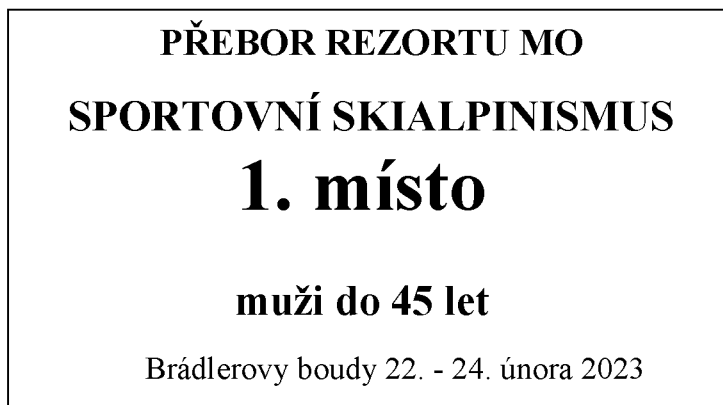 PŘEBOR REZORTU MO
SPORTOVNÍ SKIALPINISMUS
1. místo
muži do 45 let
Brádlerovy boudy 22. - 24. února 2023